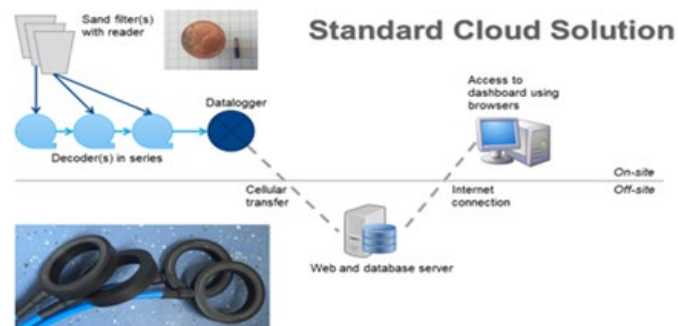 Sand filter(s)
with reader
Standard Cloud Solution
Datalogger
Access to
dashboard using
browsers
Decoder(s) in series
On-site
Off-site
Cellular
transfer
Internet
connection
Web and database server